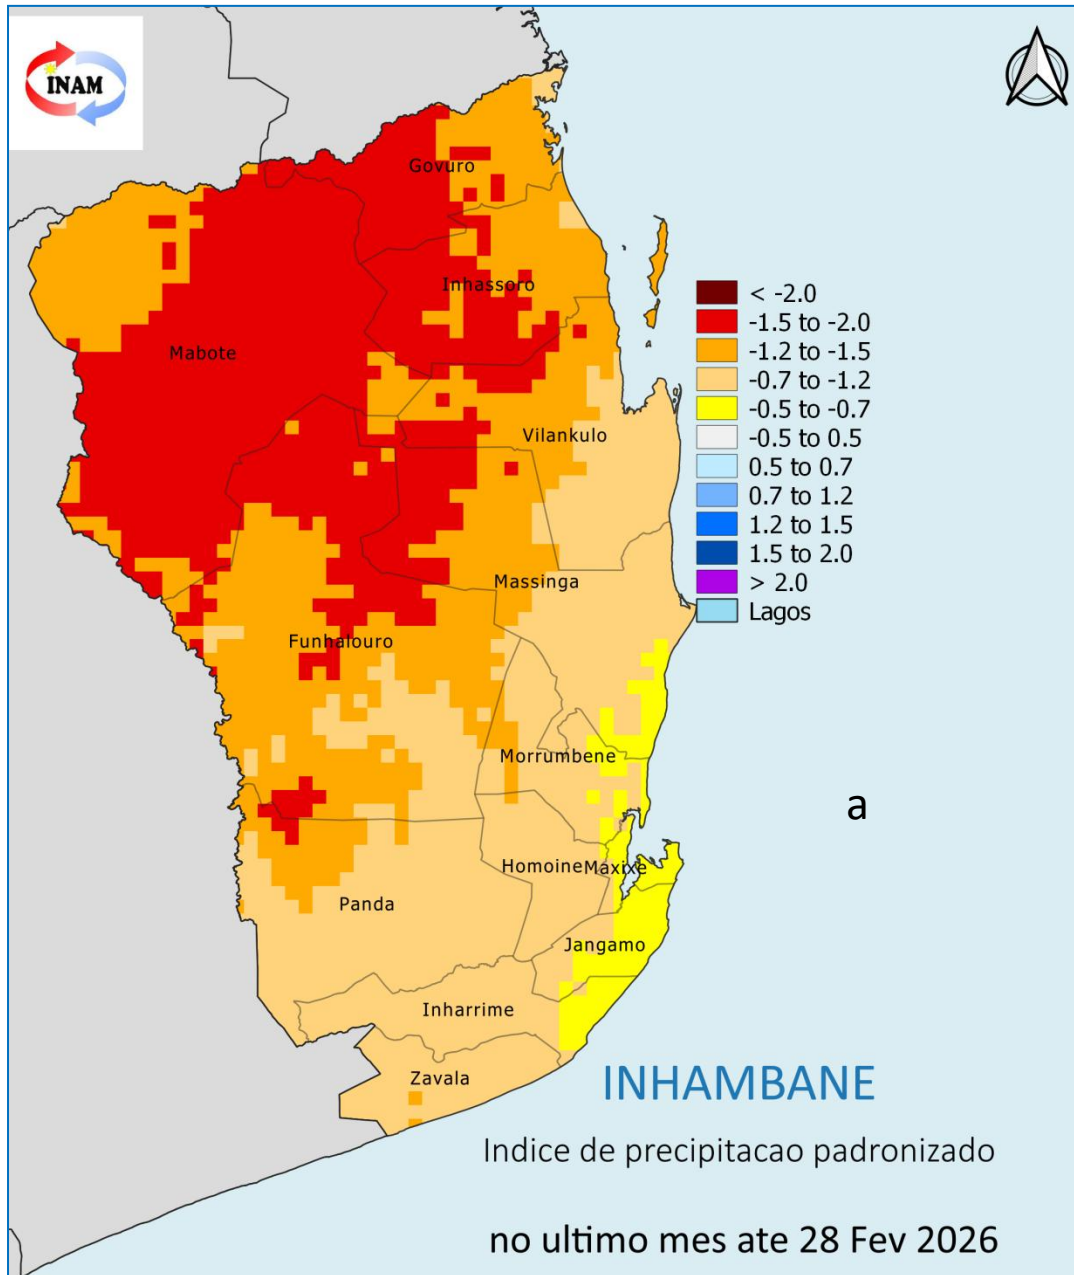 INAM
Govuro
Inhassoro
Mabote
Vilankulo
Massinga
Funhalouro
Morrumbene
Homoine
Maxixe
Panda
Jangamo
Inharrime
Zavala
< -2.0
-1.5 to -2.0
-1.2 to -1.5
-0.7 to -1.2
-0.5 to -0.7
-0.5 to 0.5
0.5 to 0.7
0.7 to 1.2
1.2 to 1.5
1.5 to 2.0
> 2.0
Lagos
a
INHAMBANE
Indice de precipitacao padronizado
no ultimo mes ate 28 Fev 2026